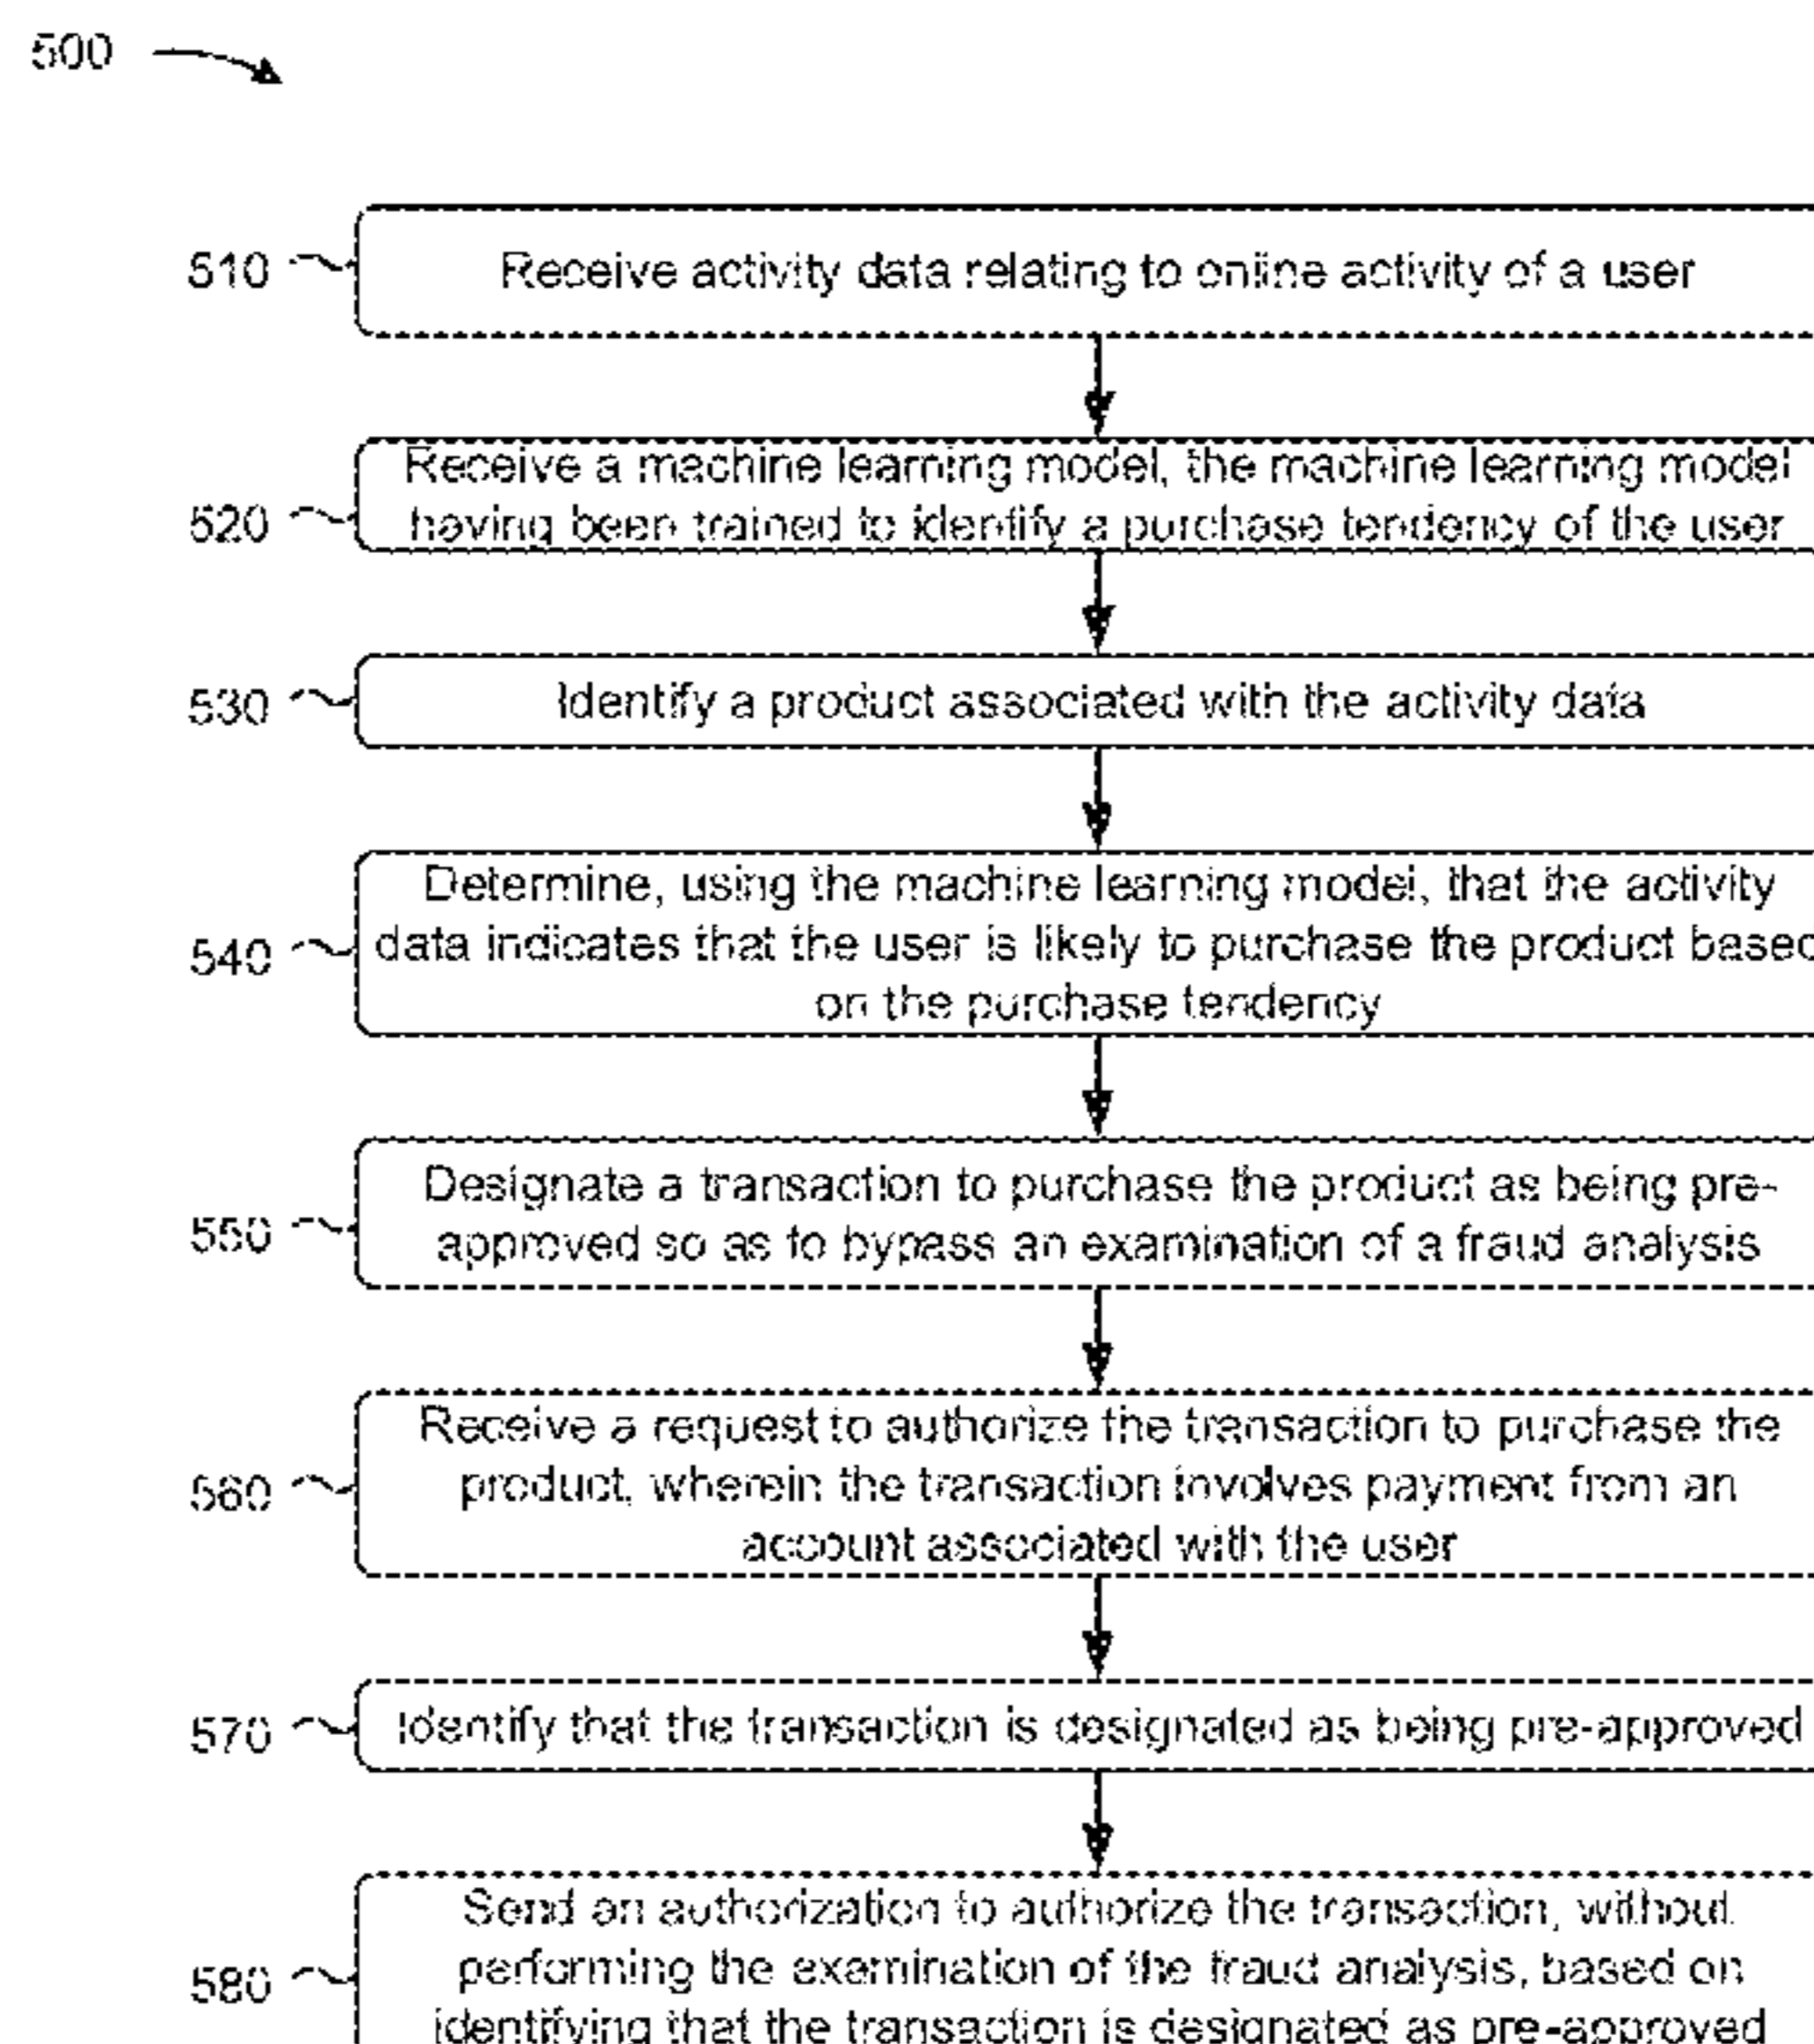 500
510
Receive activity data relating to online activity of a user
Receive a machine learning model, the machine learning model
520
having been trained to identify a purchase tendency of the user
530
Identify a product associated with the activity data
Determine, using the machine learning model, that the activity
540
data indicates that the user is likely to purchase the product based
on the purchase tendency
Designate a transaction to purchase the product as being pre-
550
approved so as to bypass an examination of a fraud analysis
Receive a request to authorize the transaction to purchase the
560
product, wherein the transaction involves payment from an
account associated with the user
570
Identify that the transaction is designated as being pre-approved
Send an authorization to authorize the transaction, without
580
performing the examination of the fraud analysis, based on
identifying that the transaction is designated as pre-approved